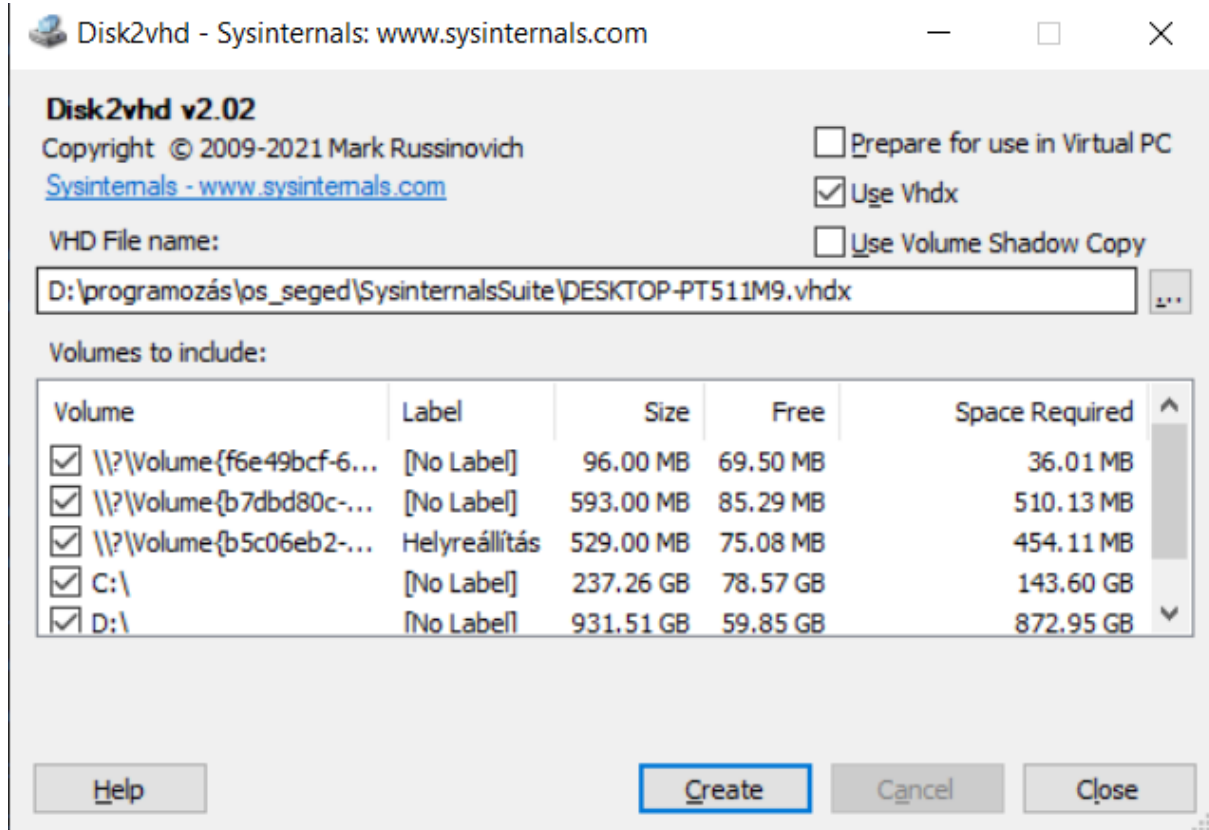 Disk2vhd - Sysinternals: www.sysinternals.com
Disk2vhd v2.02
Copyright © 2009-2021 Mark Russinovich
Sysinternals - www.sysinternals.com
Prepare for use in Virtual PC
Use Vhdx
Use Volume Shadow Copy
VHD File name:
D:\programozás\os_seged\SysinternalsSuite\DESKTOP-PT511M9.vhdx
...
Volumes to include:
Volume Label Size Free Space Required
\\?\Volume{f6e49bcf-6... [No Label] 96.00 MB 69.50 MB 36.01 MB
\\?\Volume{b7dbd80c-... [No Label] 593.00 MB 85.29 MB 510.13 MB
\\?\Volume{b5c06eb2-... Helyreállítás 529.00 MB 75.08 MB 454.11 MB
C:\ [No Label] 237.26 GB 78.57 GB 143.60 GB
D:\ [No Label] 931.51 GB 59.85 GB 872.95 GB
Help Create Cancel Close